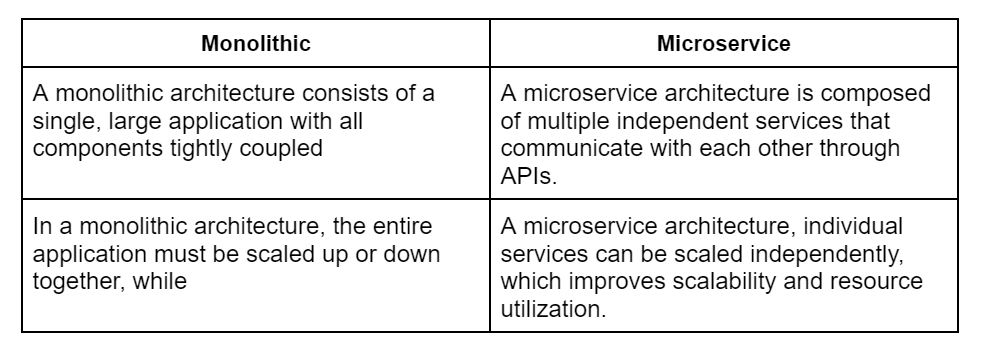 Monolithic
Microservice
A monolithic architecture consists of a
single, large application with all
components tightly coupled
A microservice architecture is composed
of multiple independent services that
communicate with each other through
APIs.
In a monolithic architecture, the entire
application must be scaled up or down
together, while
A microservice architecture, individual
services can be scaled independently,
which improves scalability and resource
utilization.